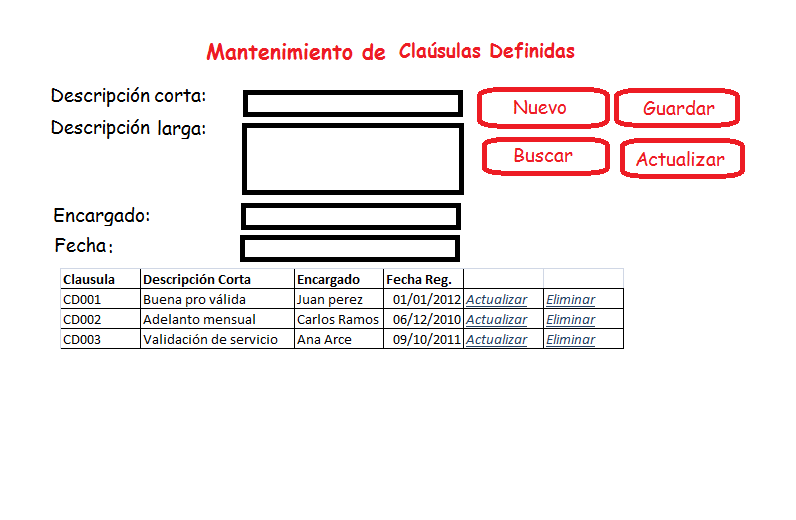 Mantenimiento de Claúsulas Definidas
Descripción corta:
Nuevo Guardar
Descripción larga:
Buscar Actualizar
Encargado:
Fecha:
Clausula Descripción Corta Encargado Fecha Reg.
CD001 Buena pro válida Juan perez 01/01/2012 Actualizar Eliminar
CD002 Adelanto mensual Carlos Ramos 06/12/2010 Actualizar Eliminar
CD003 Validación de servicio Ana Arce 09/10/2011 Actualizar Eliminar